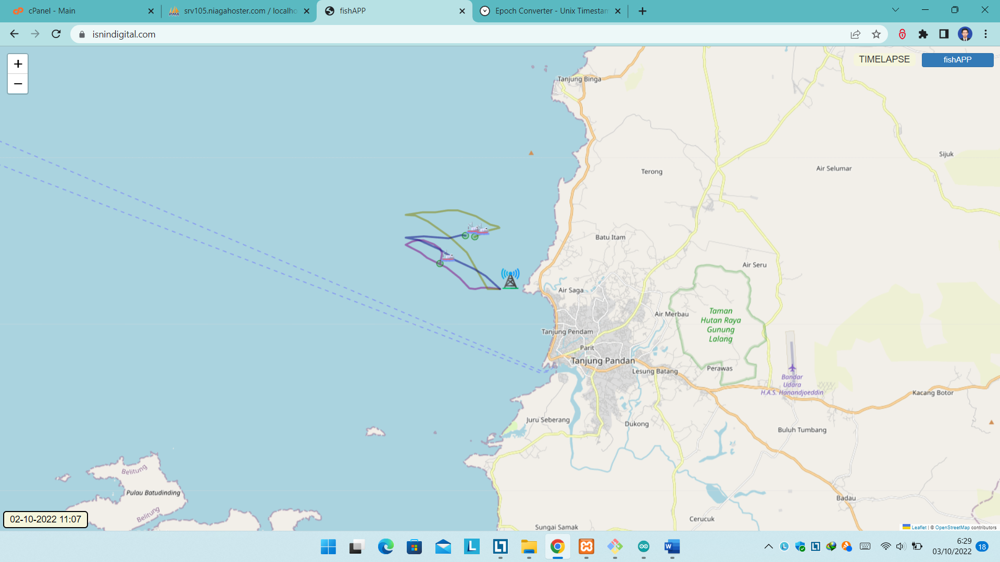 cPanel - Main
srv105.niagahoster.com / localho
fishAPP
Epoch Converter - Unix Timestam
isnindigital.com
+
−
TIMELAPSE
fishAPP
Tanjung Binga
Sijuk
Air Selumar
Terong
Batu Itam
Air Seru
Air Saga
Air Merbau
Taman
Hutan Raya
Gunung
Lalang
Tanjung Pendam
Parit
Tanjung Pandan
Lesung Batang
Perawas
Bandar
Udara
H.A.S. Hanandjoeddin
Kacang Botor
Juru Seberang
Dukong
Buluh Tumbang
Belitung
Pulau Batudinding
Belitung
Badau
Cerucuk
Sungai Samak
02-10-2022 11:07
Leaflet | © OpenStreetMap contributors
6:29
03/10/2022
18